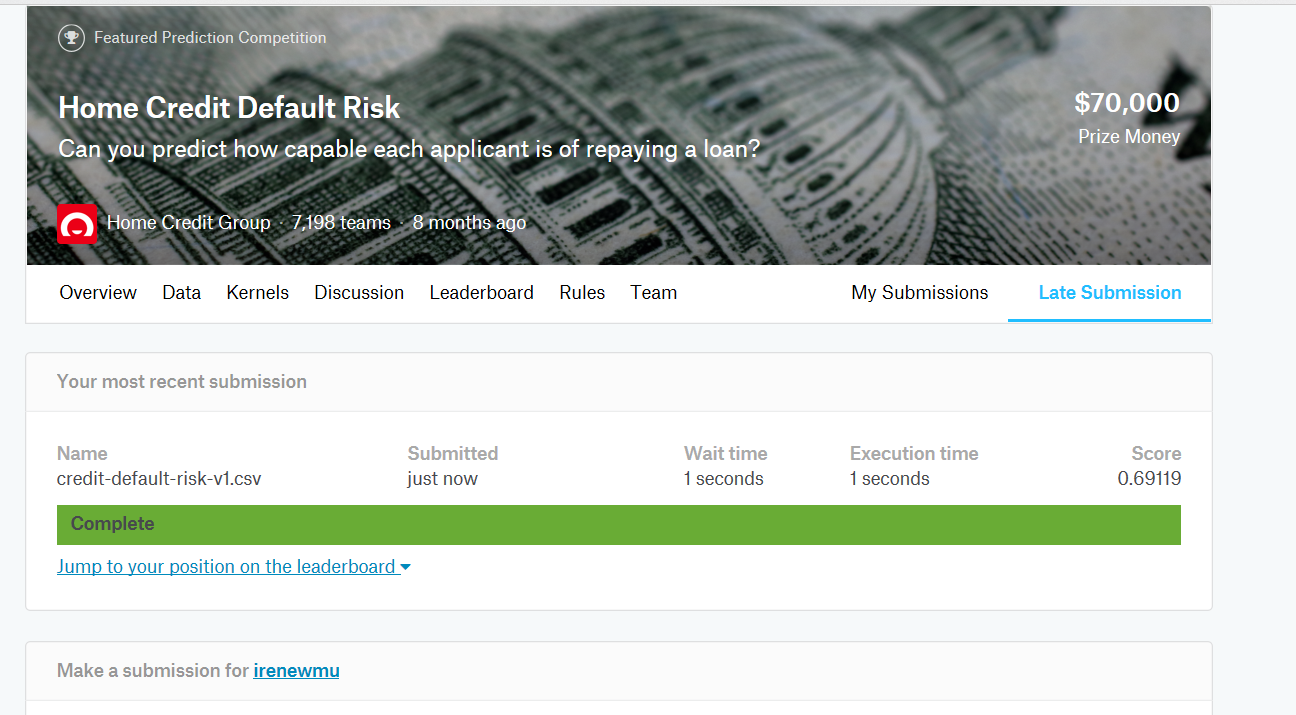 Featured Prediction Competition
Home Credit Default Risk
$70,000
Can you predict how capable each applicant is of repaying a loan?
Prize Money
Home Credit Group · 7,198 teams · 8 months ago
Overview Data Kernels Discussion Leaderboard Rules Team My Submissions Late Submission
Your most recent submission
Name Submitted Wait time Execution time Score
credit-default-risk-v1.csv just now 1 seconds 1 seconds 0.69119
Complete
Jump to your position on the leaderboard
Make a submission for irenewmu